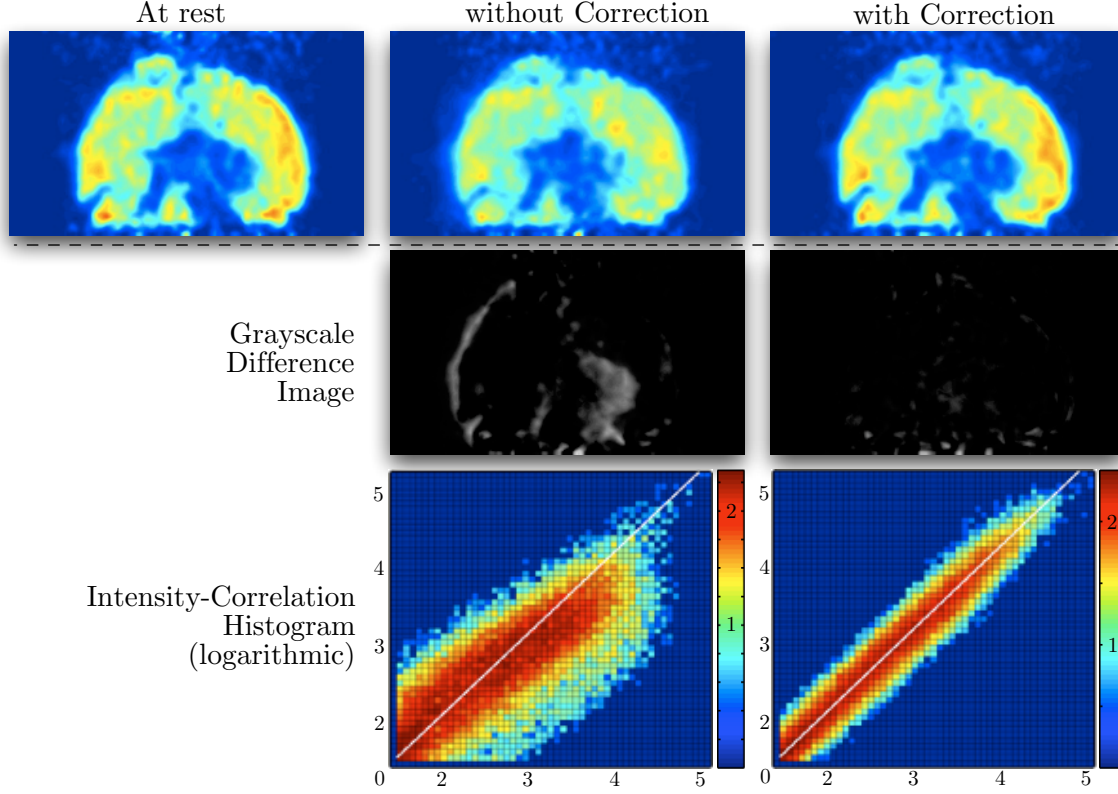 At rest
without Correction
with Correction
Grayscale
Difference
Image
Intensity-Correlation
Histogram
(logarithmic)
5
4
3
2
0
2
3
4
5
2
1
5
4
3
2
0
2
3
4
5
2
1